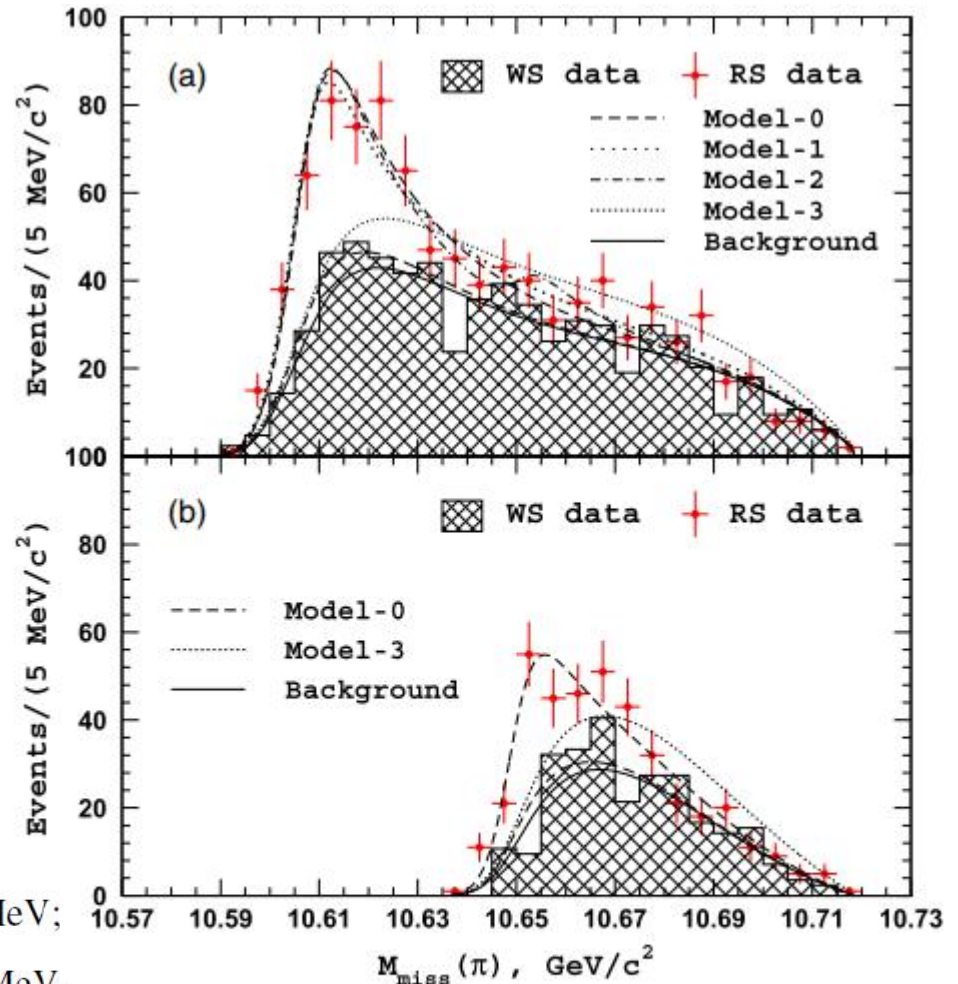 100
(a)
WS data
RS data
80
Model-0
Model-1
Model-2
60
Model-3
Background
40
20
Events/(5 MeV/c²)
100
(b)
WS data
RS data
80
Model-0
60
Model-3
Background
40
20
0
Events/(5 MeV/c²)
10.57 10.59 10.61 10.63 10.65 10.67 10.69 10.71 10.73
MeV;
M_miss(π), GeV/c²